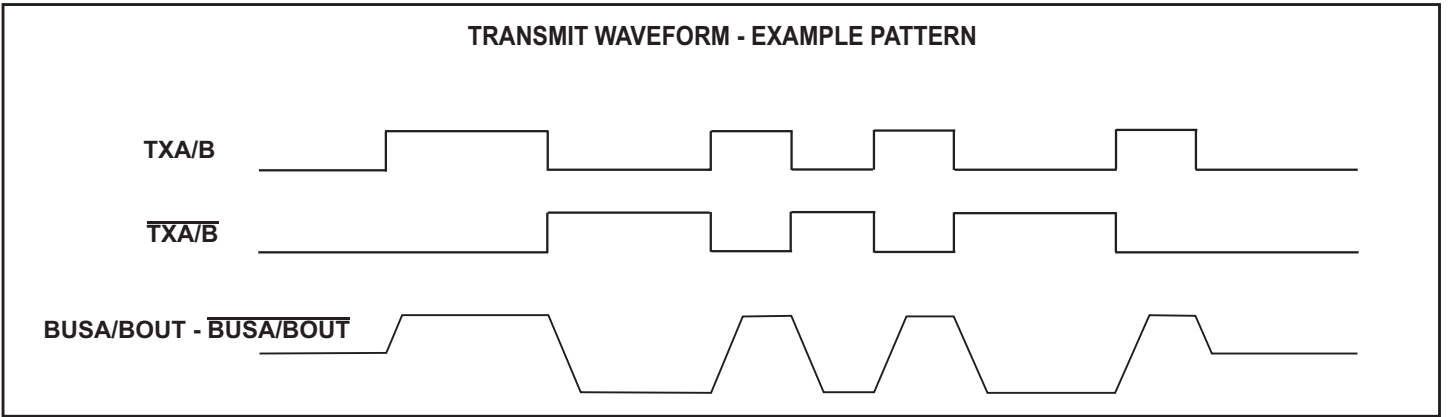 TRANSMIT WAVEFORM - EXAMPLE PATTERN
TXA/B
TXA/B
BUSA/BOUT - BUSA/BOUT